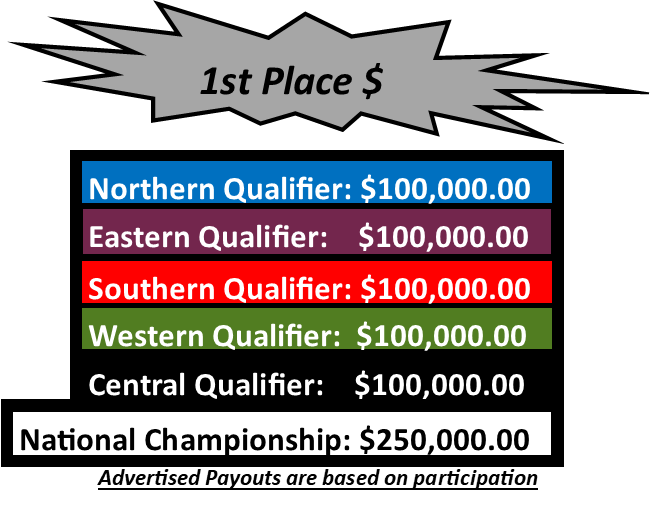 1st Place $
Northern Qualifier: $100,000.00
Eastern Qualifier: $100,000.00
Southern Qualifier: $100,000.00
Western Qualifier: $100,000.00
Central Qualifier: $100,000.00
National Championship: $250,000.00
Advertised Payouts are based on participation